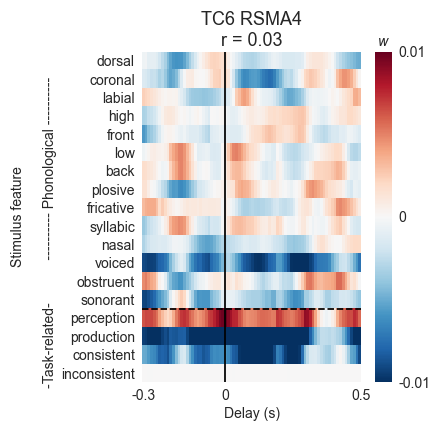 TC6 RSMA4
r = 0.03
w
dorsal
coronal
labial
high
front
low
back
plosive
fricative
syllabic
nasal
voiced
obstruent
sonorant
perception
production
consistent
inconsistent
Stimulus feature
---------- Phonological ----------
-Task-related-
-0.3
0
0.5
Delay (s)
0.01
0
-0.01